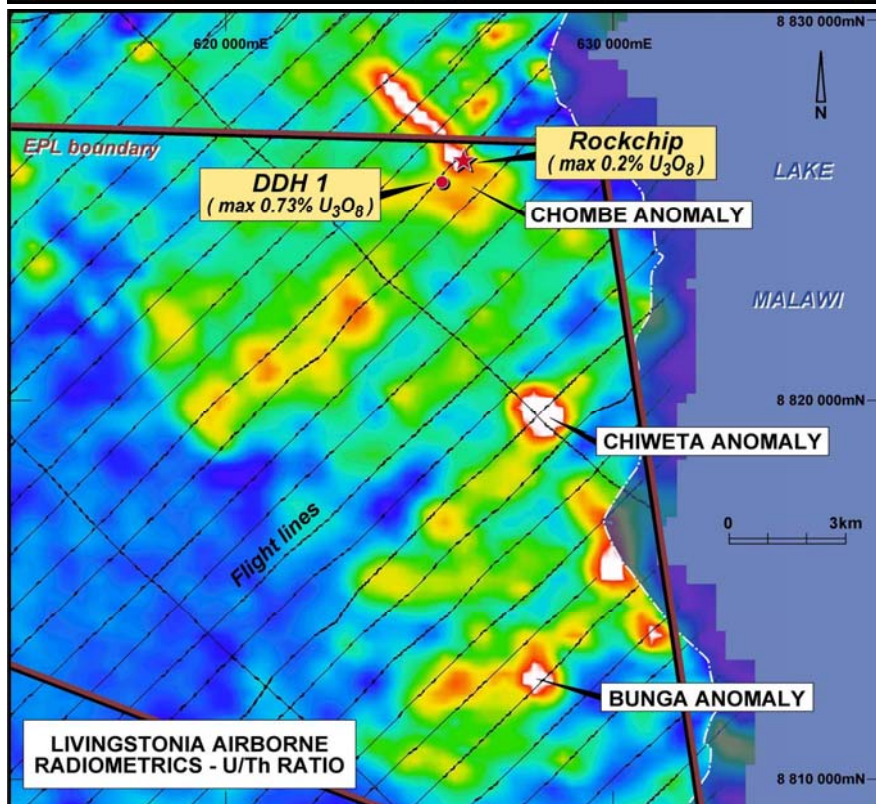 8 830 000mN
620 000mE
630 000mE
N
EPL boundary
Rockchip
( max 0.2% U₃O₈ )
LAKE
DDH 1
( max 0.73% U₃O₈ )
CHOMBE ANOMALY
MALAWI
8 820 000mN
CHIWETA ANOMALY
0 3km
Flight lines
BUNGA ANOMALY
LIVINGSTONIA AIRBORNE
RADIOMETRICS - U/Th RATIO
8 810 000mN